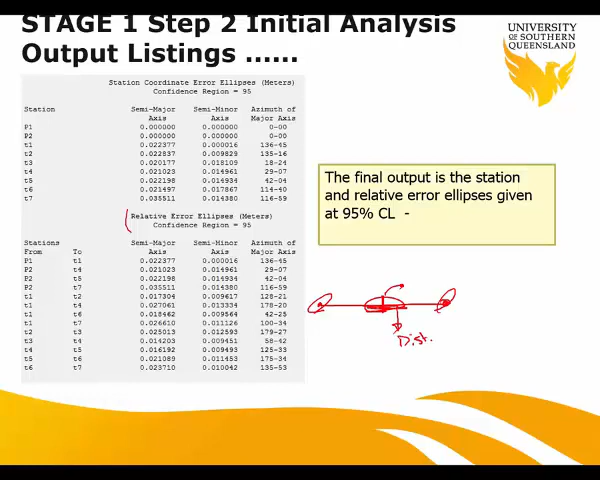 STAGE 1 Step 2 Initial Analysis
Output Listings ......
UNIVERSITY
OF SOUTHERN
QUEENSLAND
Station Coordinate Error Ellipses (Meters)
Confidence Region = 95
Station Semi-Major Semi-Minor Azimuth of
Axis Axis Major Axis
P1 0.000000 0.000000 0-00
P2 0.000000 0.000000 0-00
t1 0.022377 0.000016 136-45
t2 0.022837 0.009829 135-16
t3 0.020177 0.018109 18-24
t4 0.021023 0.014961 29-07
t5 0.022198 0.014934 42-04
t6 0.021497 0.017867 114-40
t7 0.035511 0.014380 116-59
Relative Error Ellipses (Meters)
Confidence Region = 95
Stations Semi-Major Semi-Minor Azimuth of
From To Axis Axis Major Axis
P1 t1 0.022377 0.000016 136-45
P2 t4 0.021023 0.014961 29-07
P2 t5 0.022198 0.014934 42-04
P2 t7 0.035511 0.014380 116-59
t1 t2 0.017304 0.009617 128-21
t1 t4 0.027061 0.013334 178-20
t1 t6 0.018462 0.009564 42-25
t1 t7 0.026610 0.011126 100-34
t2 t3 0.025013 0.012593 179-27
t3 t4 0.014203 0.009451 58-42
t4 t5 0.016192 0.009493 125-33
t5 t6 0.021089 0.011453 175-34
t6 t7 0.023710 0.010042 135-53
The final output is the station
and relative error ellipses given
at 95% CL -
Dist.